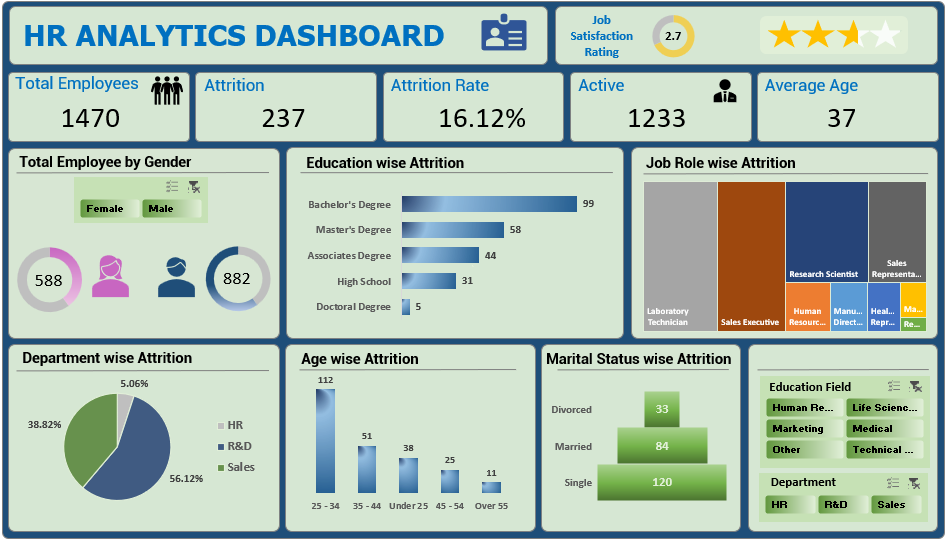 HR ANALYTICS DASHBOARD
Job
Satisfaction
Rating
2.7
Total Employees
1470
Attrition
237
Attrition Rate
16.12%
Active
1233
Average Age
37
Total Employee by Gender
Female Male
588
882
Education wise Attrition
Bachelor's Degree 99
Master's Degree 58
Associates Degree 44
High School 31
Doctoral Degree 5
Job Role wise Attrition
Laboratory
Technician
Sales Executive
Research Scientist
Sales
Representa...
Human
Resourc...
Manu...
Direct...
Heal...
Repr...
Ma...
Re...
Department wise Attrition
5.06%
38.82%
56.12%
HR
R&D
Sales
Age wise Attrition
112
51
38
25
11
25 - 34 35 - 44 Under 25 45 - 54 Over 55
Marital Status wise Attrition
Divorced 33
Married 84
Single 120
Education Field
Human Re... Life Scienc...
Marketing Medical
Other Technical ...
Department
HR R&D Sales